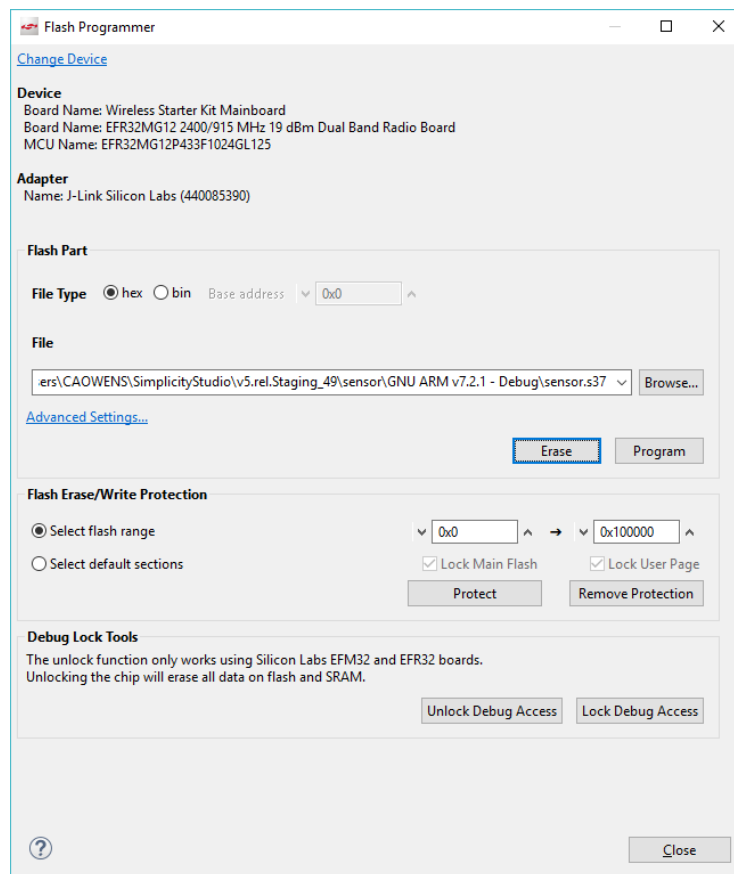 Flash Programmer
Change Device
Device
Board Name: Wireless Starter Kit Mainboard
Board Name: EFR32MG12 2400/915 MHz 19 dBm Dual Band Radio Board
MCU Name: EFR32MG12P433F1024GL125
Adapter
Name: J-Link Silicon Labs (440085390)
Flash Part
File Type hex bin Base address 0x0
File
:ers\CAOWENS\SimplicityStudio\v5.rel.Staging_49\sensor\GNU ARM v7.2.1 - Debug\sensor.s37 Browse...
Advanced Settings...
Erase Program
Flash Erase/Write Protection
Select flash range 0x0 → 0x100000
Select default sections Lock Main Flash Lock User Page
Protect Remove Protection
Debug Lock Tools
The unlock function only works using Silicon Labs EFM32 and EFR32 boards.
Unlocking the chip will erase all data on flash and SRAM.
Unlock Debug Access Lock Debug Access
? Close